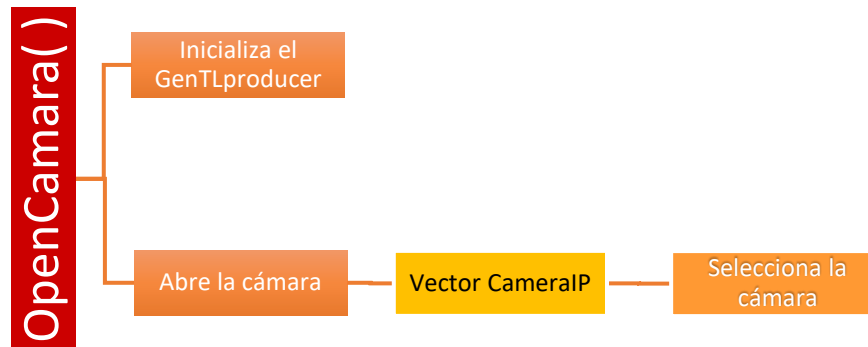 OpenCamara( )
Inicializa el
GenTLproducer
Abre la cámara
Vector CameraIP
Selecciona la
cámara